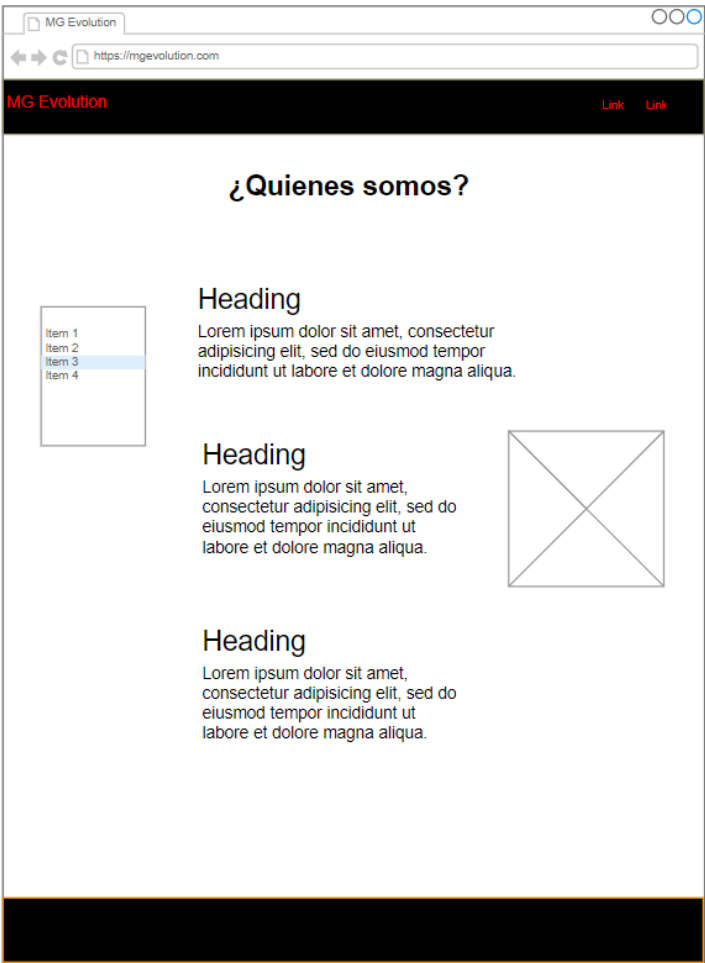 MG Evolution
https://mgevolution.com
MG Evolution
Link Link
¿Quienes somos?
Item 1
Item 2
Item 3
Item 4
Heading
Lorem ipsum dolor sit amet, consectetur
adipisicing elit, sed do eiusmod tempor
incididunt ut labore et dolore magna aliqua.
Heading
Lorem ipsum dolor sit amet,
consectetur adipisicing elit, sed do
eiusmod tempor incididunt ut
labore et dolore magna aliqua.
Heading
Lorem ipsum dolor sit amet,
consectetur adipisicing elit, sed do
eiusmod tempor incididunt ut
labore et dolore magna aliqua.